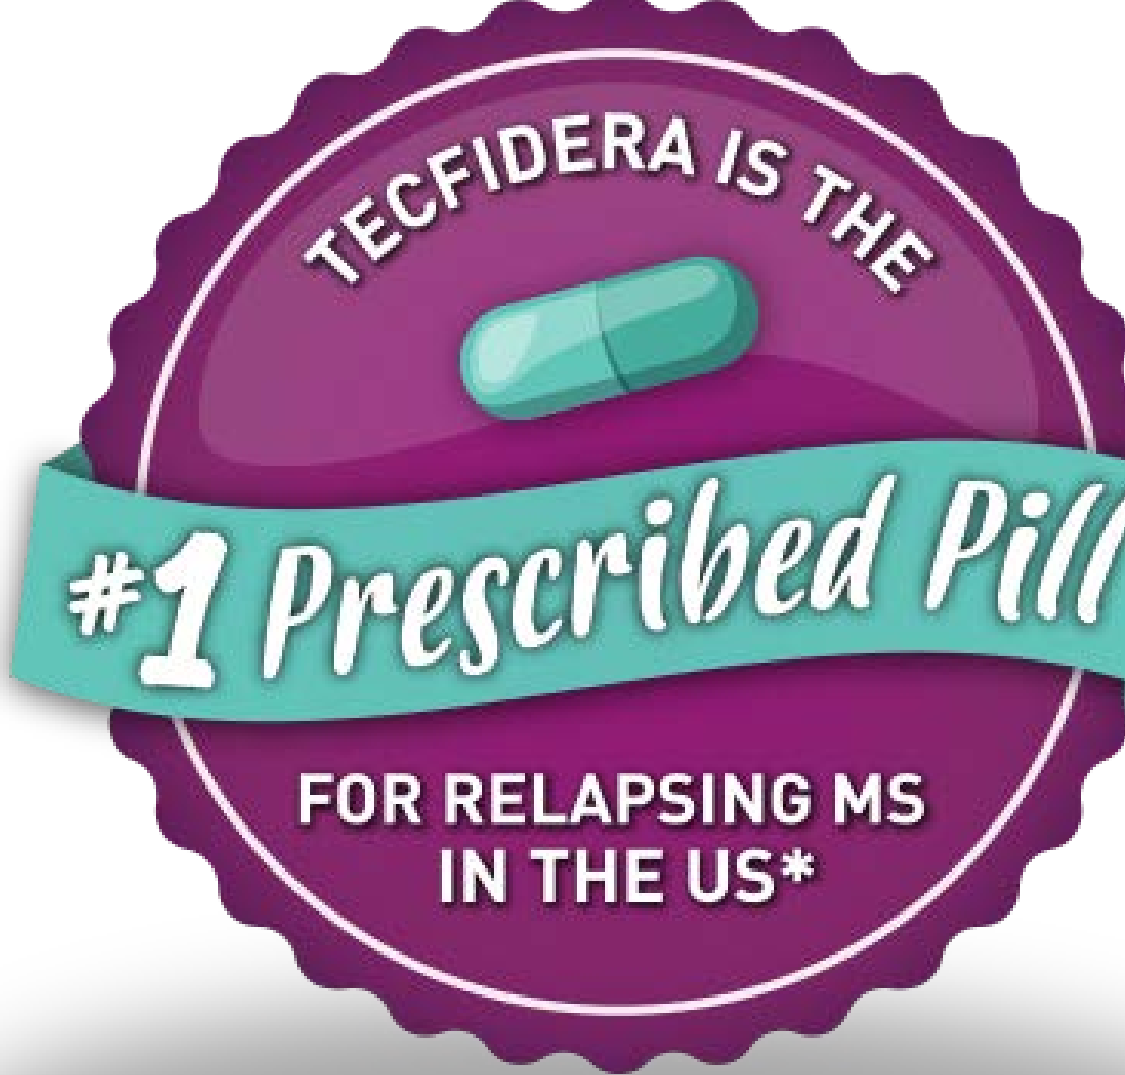 TECFIDERA IS THE
#1 Prescribed Pill
FOR RELAPSING MS
IN THE US*